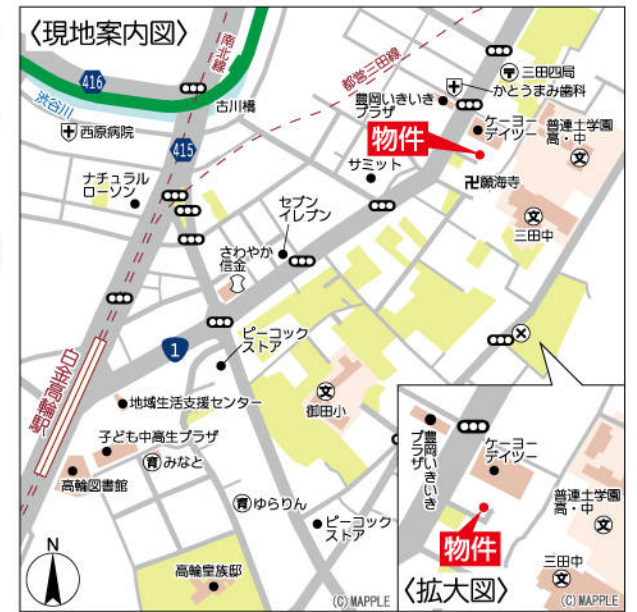 〈現地案内図〉
416
南北線
都営三田線
渋谷川
古川橋
西原病院
415
三田四局
かとうまみ歯科
豊岡いきいき
プラザ
ケーヨー
デイツー
普連土学園
高・中
文
物件
サミット
卍願海寺
ナチュラル
ローソン
セブン
イレブン
文
三田中
さわやか
信金
1
ピーコック
ストア
白金高輪駅
地域生活支援センター
文
御田小
子ども中高生プラザ
育みなと
高輪図書館
育ゆらりん
ピーコック
ストア
N
高輪皇族邸
(C) MAPPLE
豊岡いきいき
プラザ
ケーヨー
デイツー
普連土学園
高・中
文
物件
三田中
文
〈拡大図〉
(C) MAPPLE